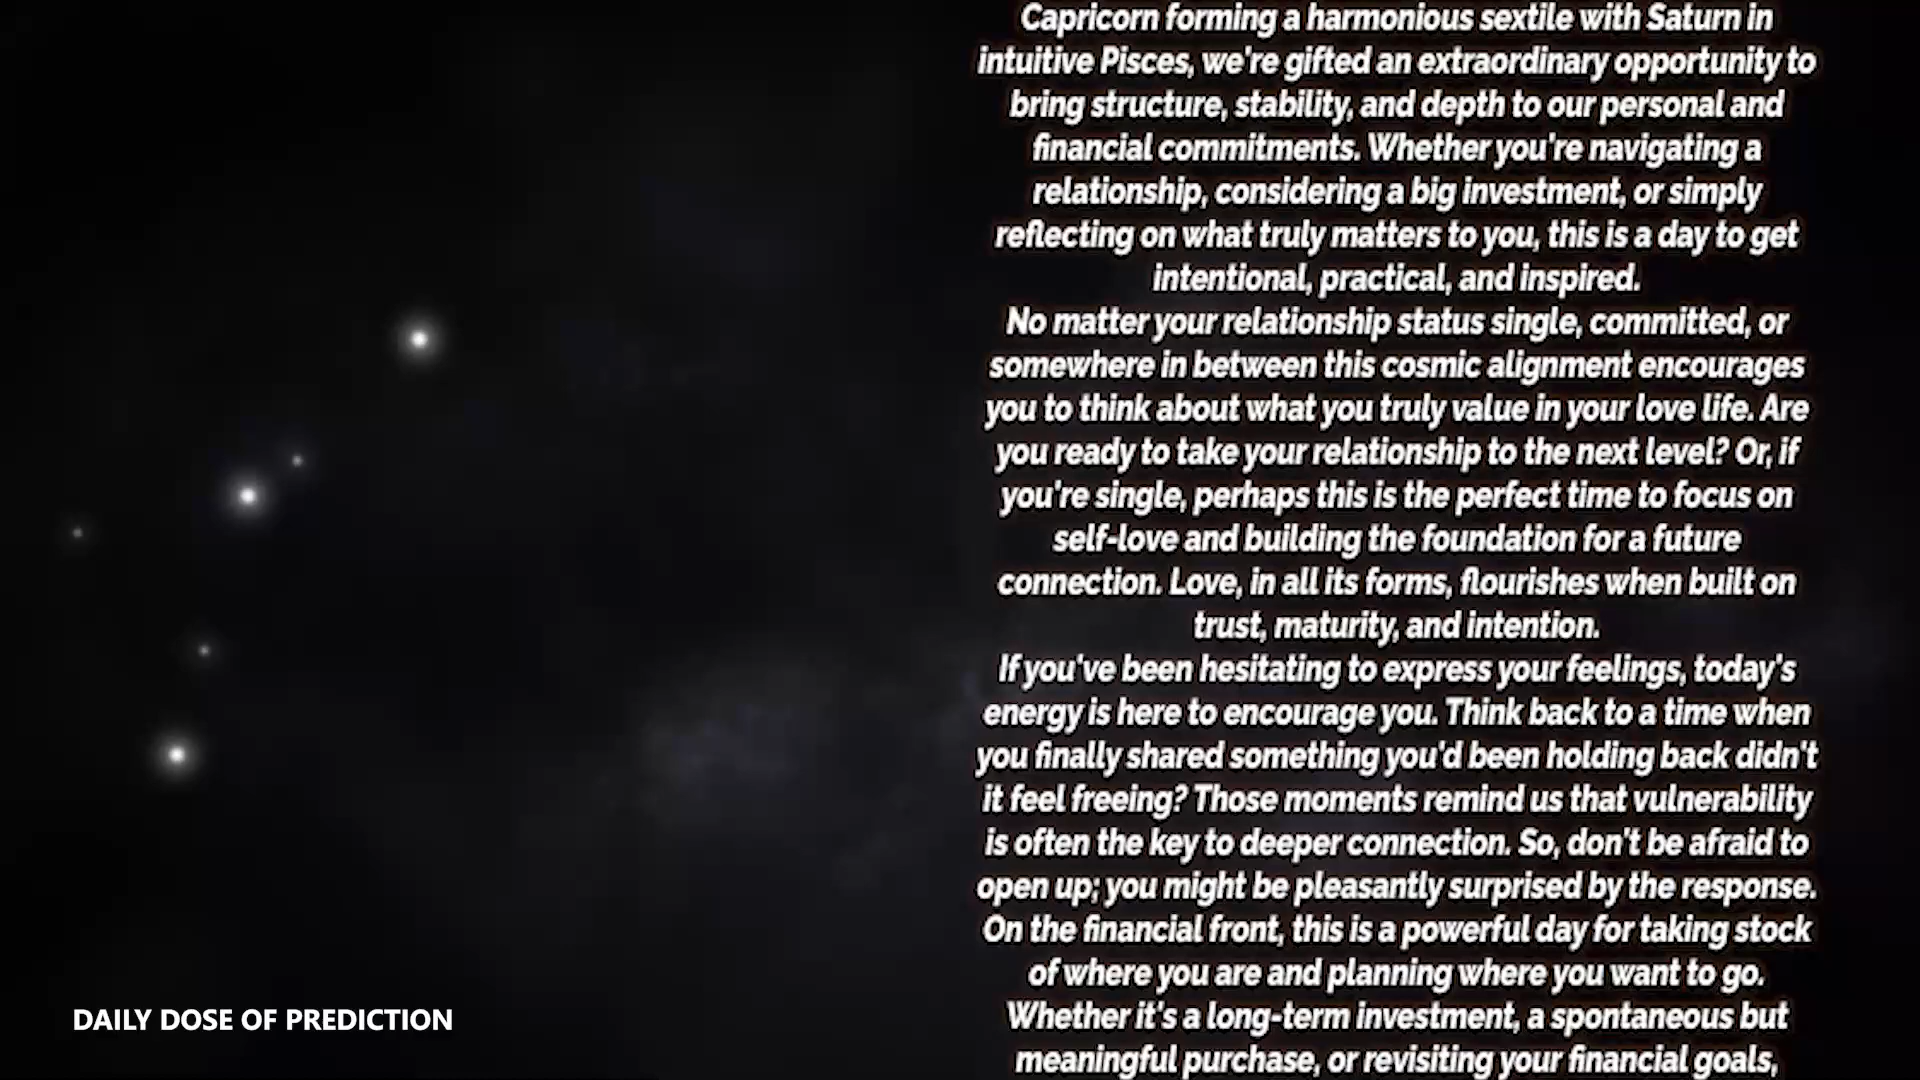 Capricorn forming a harmonious sextile with Saturn in
intuitive Pisces, we're gifted an extraordinary opportunity to
bring structure, stability, and depth to our personal and
financial commitments. Whether you're navigating a
relationship, considering a big investment, or simply
reflecting on what truly matters to you, this is a day to get
intentional, practical, and inspired.
No matter your relationship status single, committed, or
somewhere in between this cosmic alignment encourages
you to think about what you truly value in your love life. Are
you ready to take your relationship to the next level? Or, if
you're single, perhaps this is the perfect time to focus on
self-love and building the foundation for a future
connection. Love, in all its forms, flourishes when built on
trust, maturity, and intention.
If you've been hesitating to express your feelings, today's
energy is here to encourage you. Think back to a time when
you finally shared something you'd been holding back didn't
it feel freeing? Those moments remind us that vulnerability
is often the key to deeper connection. So, don't be afraid to
open up; you might be pleasantly surprised by the response.
On the financial front, this is a powerful day for taking stock
of where you are and planning where you want to go.
Whether it's a long-term investment, a spontaneous but
meaningful purchase, or revisiting your financial goals,
DAILY DOSE OF PREDICTION